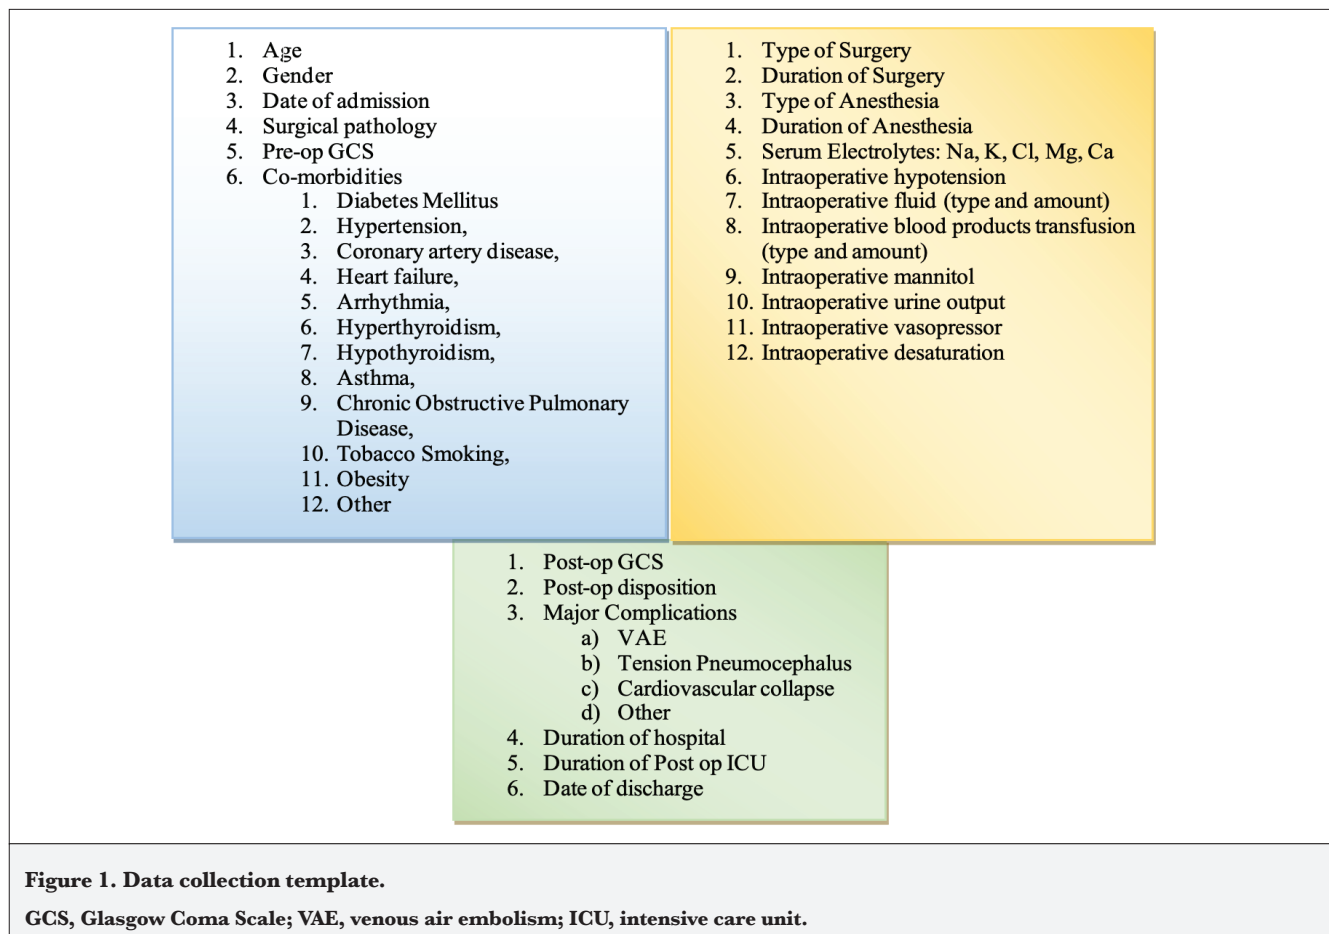 1. Age
2. Gender
3. Date of admission
4. Surgical pathology
5. Pre-op GCS
6. Co-morbidities
1. Diabetes Mellitus
2. Hypertension,
3. Coronary artery disease,
4. Heart failure,
5. Arrhythmia,
6. Hyperthyroidism,
7. Hypothyroidism,
8. Asthma,
9. Chronic Obstructive Pulmonary
Disease,
10. Tobacco Smoking,
11. Obesity
12. Other
1. Type of Surgery
2. Duration of Surgery
3. Type of Anesthesia
4. Duration of Anesthesia
5. Serum Electrolytes: Na, K, Cl, Mg, Ca
6. Intraoperative hypotension
7. Intraoperative fluid (type and amount)
8. Intraoperative blood products transfusion
(type and amount)
9. Intraoperative mannitol
10. Intraoperative urine output
11. Intraoperative vasopressor
12. Intraoperative desaturation
1. Post-op GCS
2. Post-op disposition
3. Major Complications
a) VAE
b) Tension Pneumocephalus
c) Cardiovascular collapse
d) Other
4. Duration of hospital
5. Duration of Post op ICU
6. Date of discharge
Figure 1. Data collection template.
GCS, Glasgow Coma Scale; VAE, venous air embolism; ICU, intensive care unit.